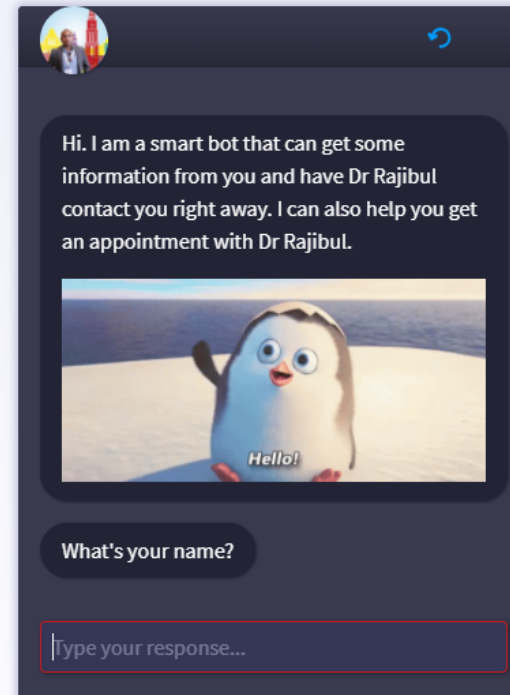 Hi. I am a smart bot that can get some
information from you and have Dr Rajibul
contact you right away. I can also help you get
an appointment with Dr Rajibul.
Hello!
What's your name?
Type your response...